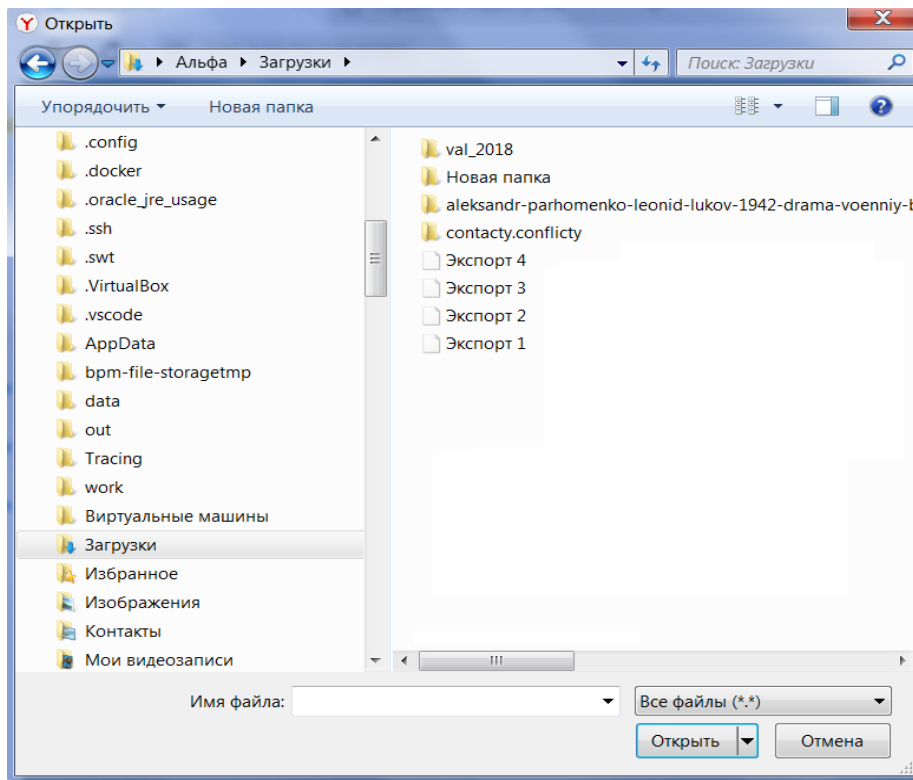 Открыть
Альфа Загрузки
Поиск: Загрузки
Упорядочить Новая папка
.config
.docker
.oracle_jre_usage
.ssh
.swt
.VirtualBox
.vscode
AppData
bpm-file-storagetmp
data
out
Tracing
work
Виртуальные машины
Загрузки
Избранное
Изображения
Контакты
Мои видеозаписи
val_2018
Новая папка
aleksandr-parhomenko-leonid-lukov-1942-drama-voenniy-b
contacty.conflicty
Экспорт 4
Экспорт 3
Экспорт 2
Экспорт 1
Имя файла:
Все файлы (*.*)
Открыть
Отмена